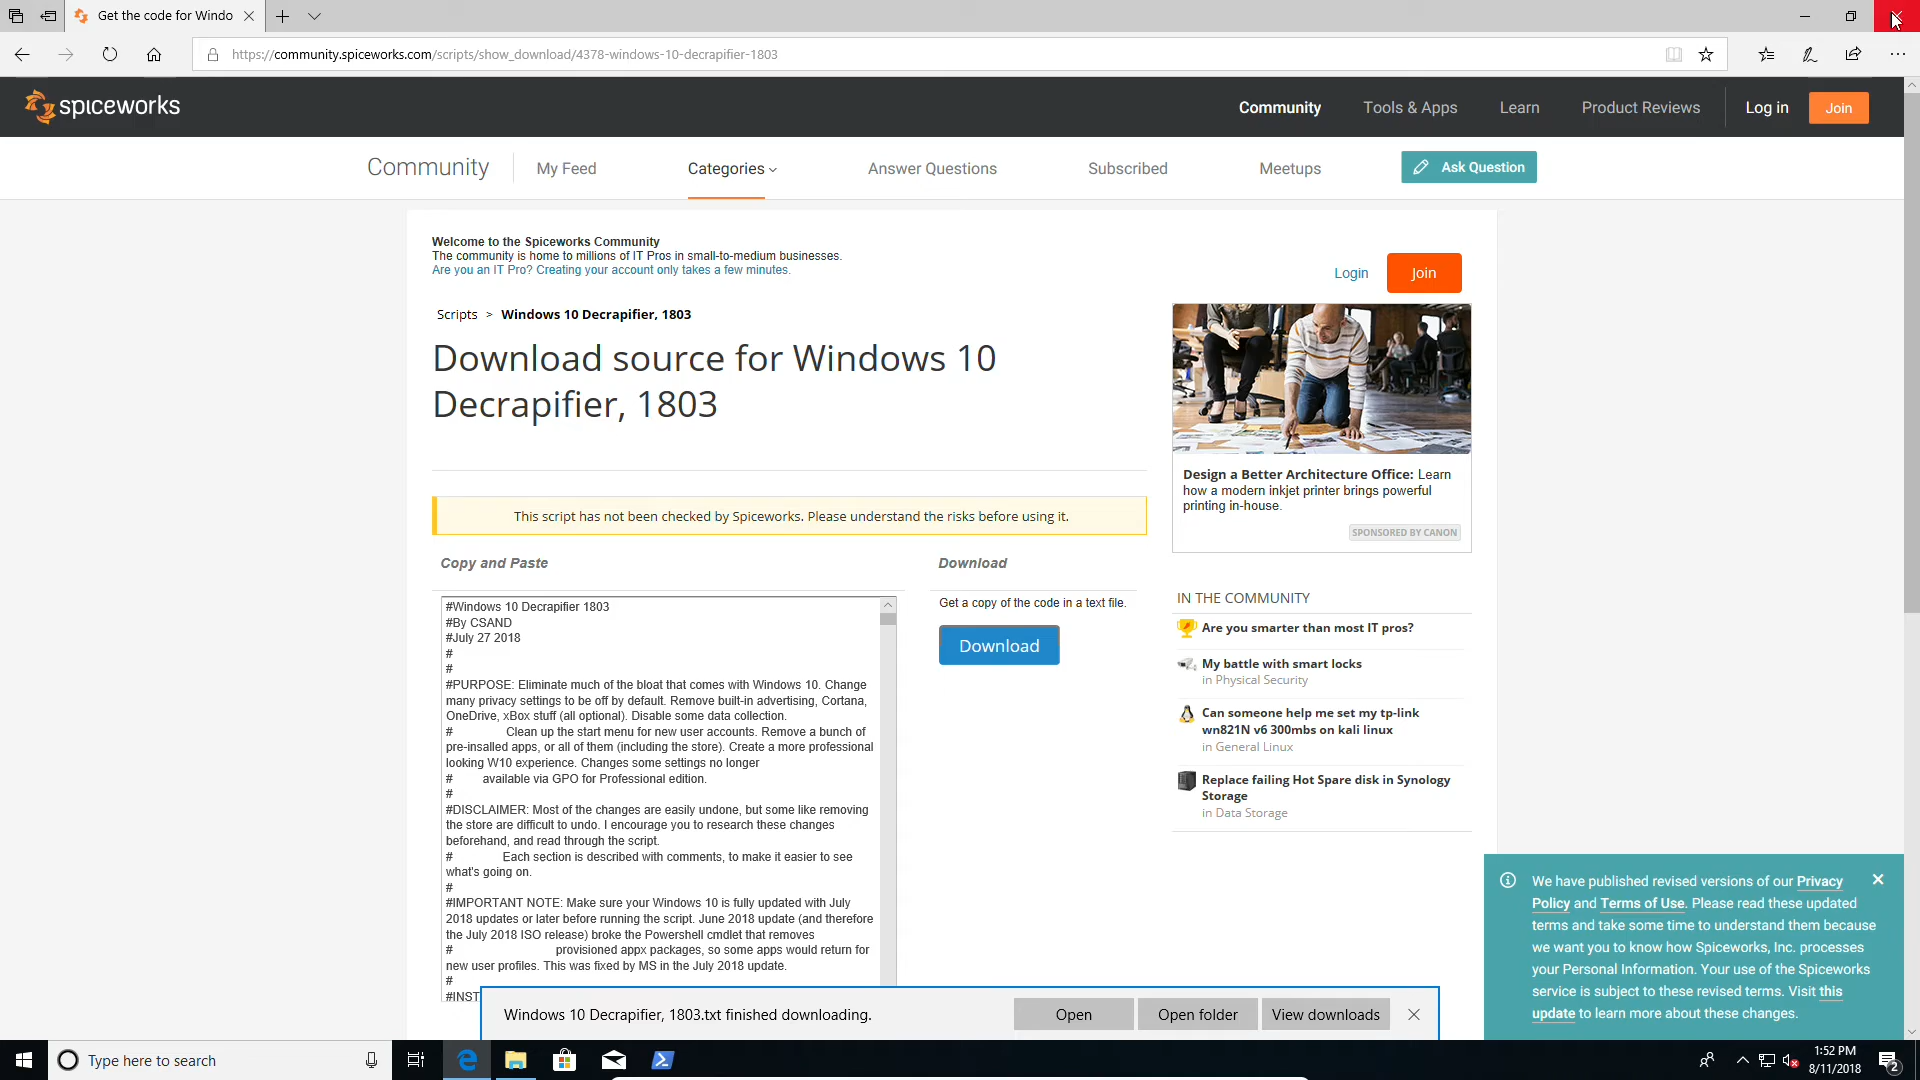 Get the code for Windo
https://community.spiceworks.com/scripts/show_download/4378-windows-10-decrapifier-1803
spiceworks
Community
Tools & Apps
Learn
Product Reviews
Log in
Join
Community
My Feed
Categories
Answer Questions
Subscribed
Meetups
Ask Question
Welcome to the Spiceworks Community
The community is home to millions of IT Pros in small-to-medium businesses.
Are you an IT Pro? Creating your account only takes a few minutes.
Login
Join
Scripts > Windows 10 Decrapifier, 1803
Download source for Windows 10
Decrapifier, 1803
This script has not been checked by Spiceworks. Please understand the risks before using it.
Copy and Paste
#Windows 10 Decrapifier 1803
#By CSAND
#July 27 2018
#
#
#PURPOSE: Eliminate much of the bloat that comes with Windows 10. Change
many privacy settings to be off by default. Remove built-in advertising, Cortana,
OneDrive, xBox stuff (all optional). Disable some data collection.
# Clean up the start menu for new user accounts. Remove a bunch of
pre-insalled apps, or all of them (including the store). Create a more professional
looking W10 experience. Changes some settings no longer
# available via GPO for Professional edition.
#
#DISCLAIMER: Most of the changes are easily undone, but some like removing
the store are difficult to undo. I encourage you to research these changes
beforehand, and read through the script.
# Each section is described with comments, to make it easier to see
what's going on.
#
#IMPORTANT NOTE: Make sure your Windows 10 is fully updated with July
2018 updates or later before running the script. June 2018 update (and therefore
the July 2018 ISO release) broke the Powershell cmdlet that removes
# provisioned appx packages, so some apps would return for
new user profiles. This was fixed by MS in the July 2018 update.
#
#INST
Download
Get a copy of the code in a text file.
Download
Design a Better Architecture Office: Learn
how a modern inkjet printer brings powerful
printing in-house.
SPONSORED BY CANON
IN THE COMMUNITY
Are you smarter than most IT pros?
My battle with smart locks
in Physical Security
Can someone help me set my tp-link
wn821N v6 300mbs on kali linux
in General Linux
Replace failing Hot Spare disk in Synology
Storage
in Data Storage
We have published revised versions of our Privacy
Policy and Terms of Use. Please read these updated
terms and take some time to understand them because
we want you to know how Spiceworks, Inc. processes
your Personal Information. Your use of the Spiceworks
service is subject to these revised terms. Visit this
update to learn more about these changes.
Windows 10 Decrapifier, 1803.txt finished downloading.
Open
Open folder
View downloads
Type here to search
1:52 PM
8/11/2018
2